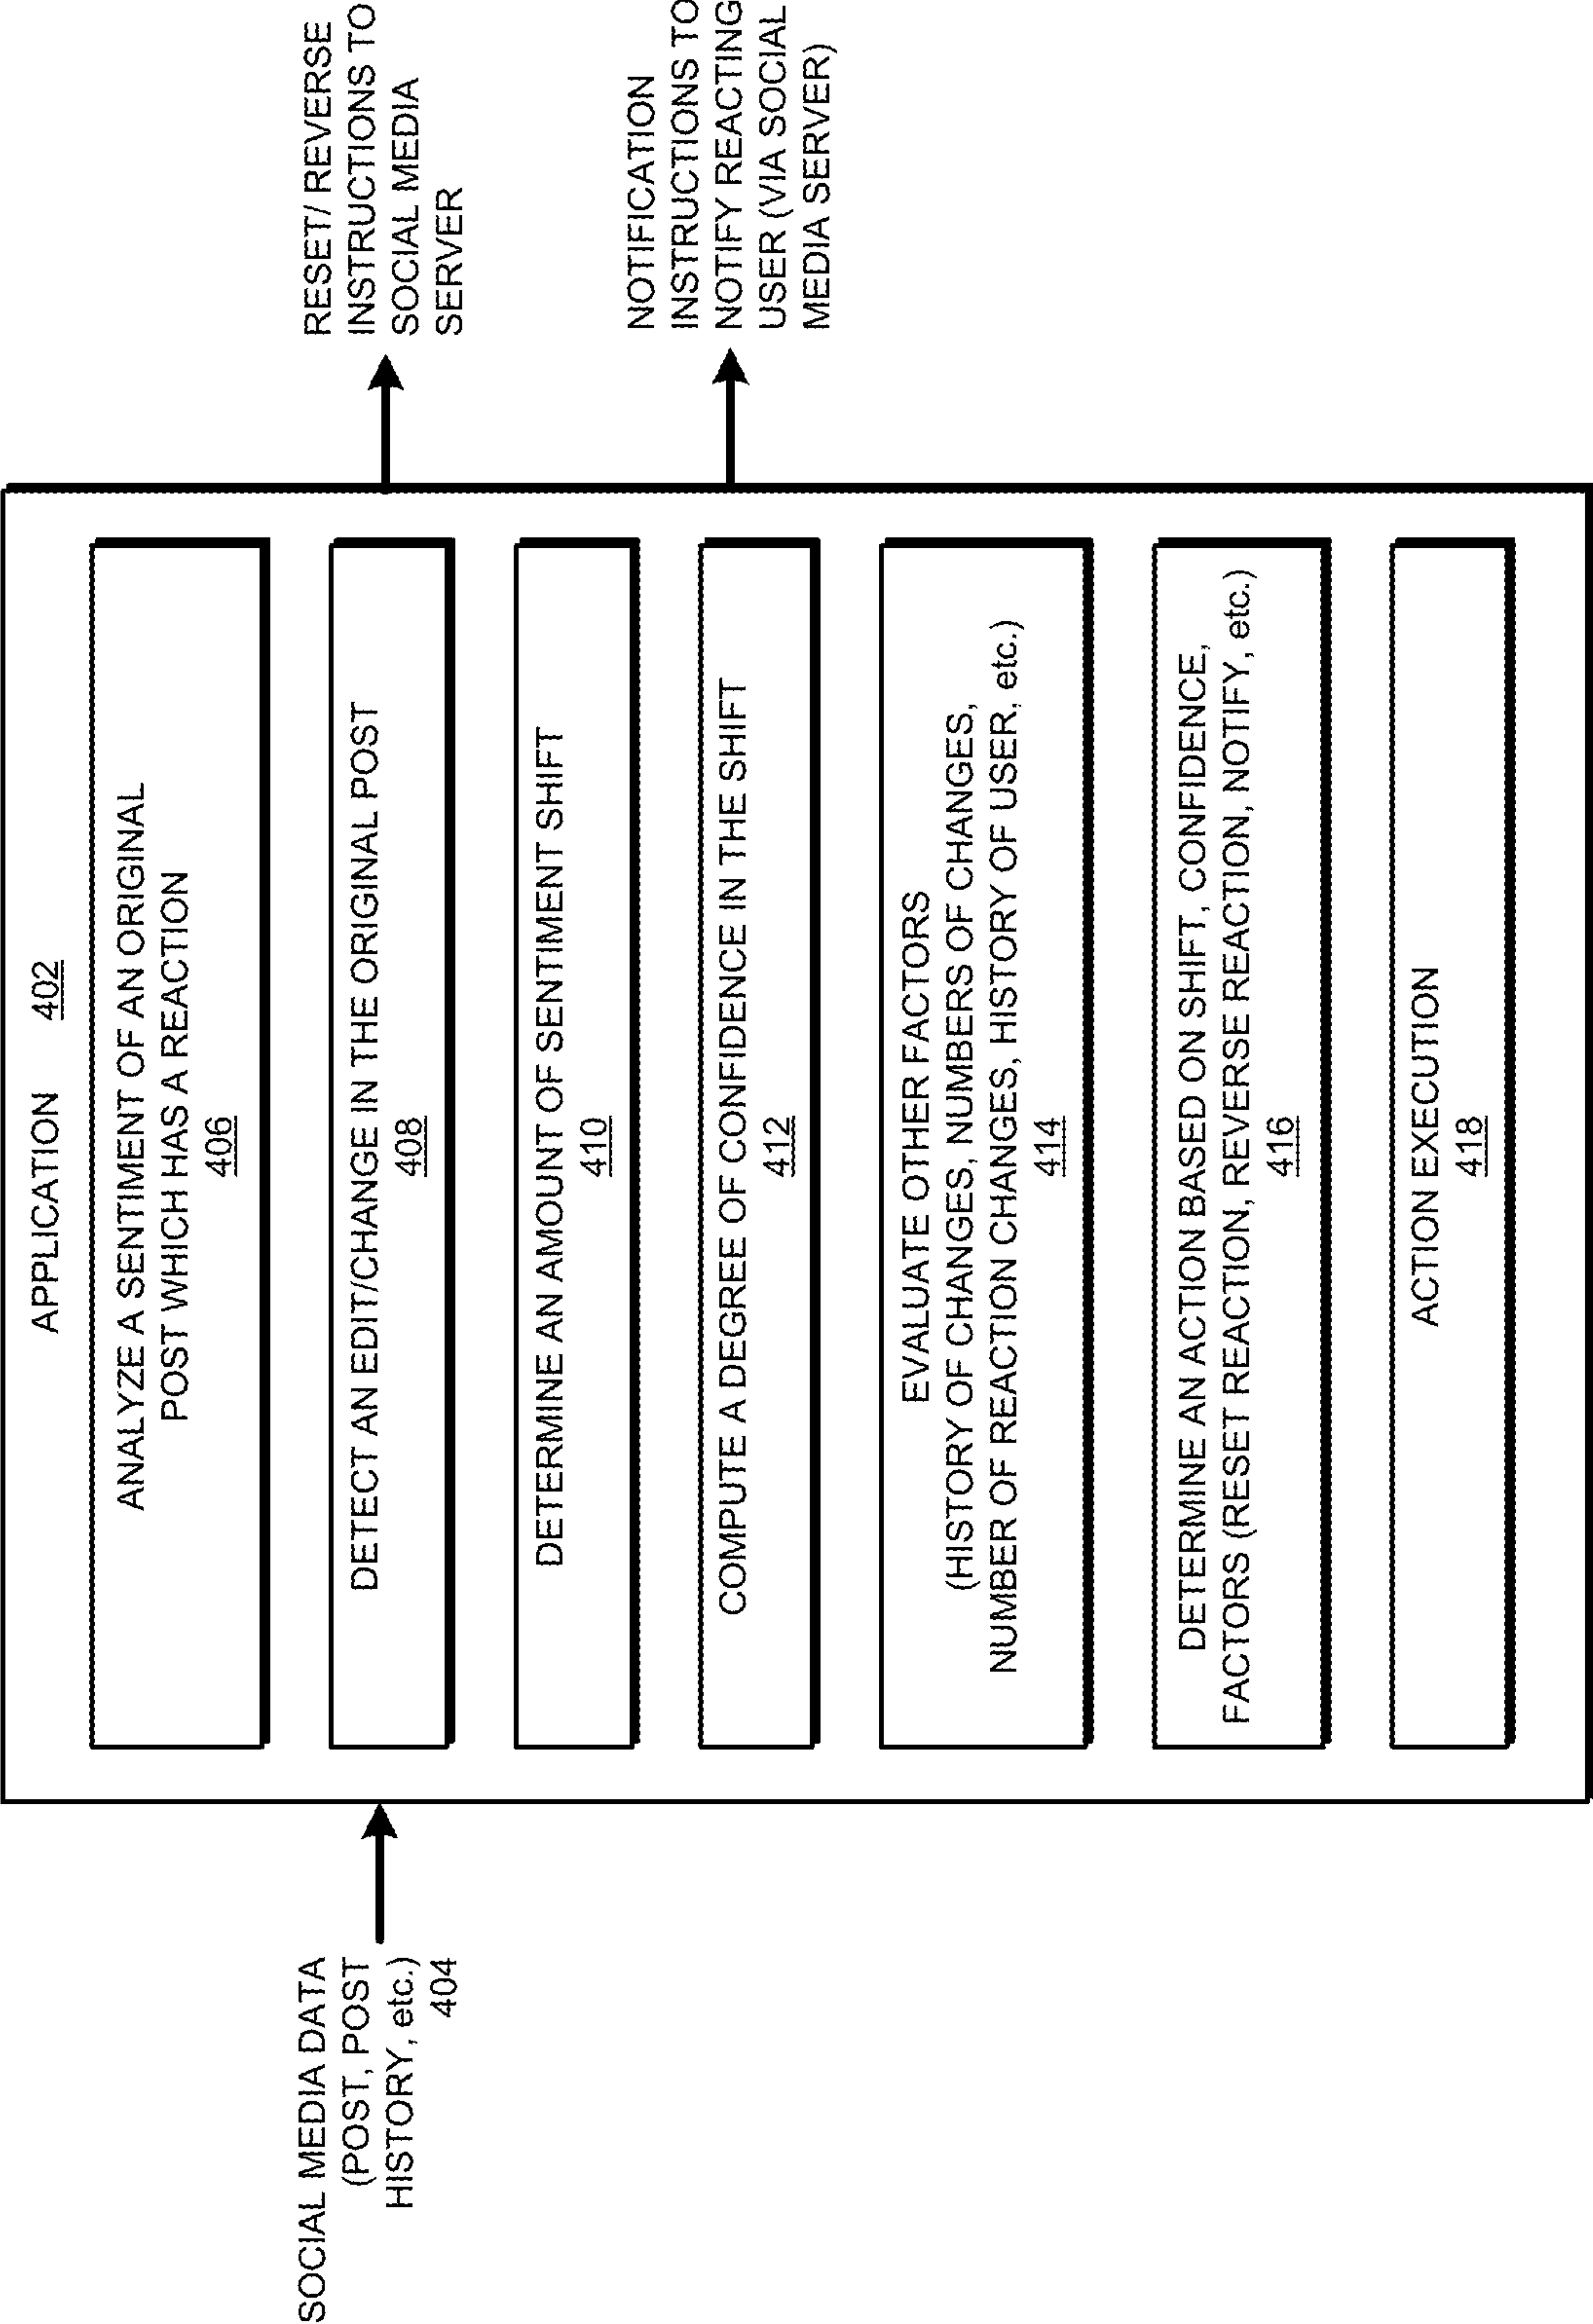 APPLICATION 402
SOCIAL MEDIA DATA
(POST, POST
HISTORY, etc.)
404
ANALYZE A SENTIMENT OF AN ORIGINAL
POST WHICH HAS A REACTION
406
DETECT AN EDIT/CHANGE IN THE ORIGINAL POST
408
DETERMINE AN AMOUNT OF SENTIMENT SHIFT
410
COMPUTE A DEGREE OF CONFIDENCE IN THE SHIFT
412
EVALUATE OTHER FACTORS
(HISTORY OF CHANGES, NUMBERS OF CHANGES,
NUMBER OF REACTION CHANGES, HISTORY OF USER, etc.)
414
DETERMINE AN ACTION BASED ON SHIFT, CONFIDENCE,
FACTORS (RESET REACTION, REVERSE REACTION, NOTIFY, etc.)
416
ACTION EXECUTION
418
RESET/ REVERSE
INSTRUCTIONS TO
SOCIAL MEDIA
SERVER
NOTIFICATION
INSTRUCTIONS TO
NOTIFY REACTING
USER (VIA SOCIAL
MEDIA SERVER)